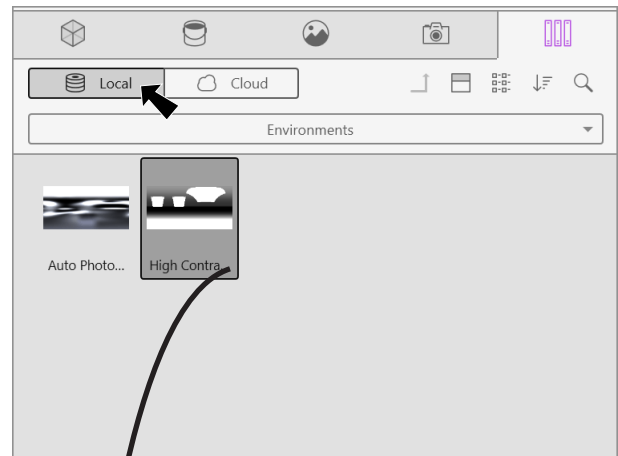 Local
Cloud
Environments
Auto Photo...
High Contra...